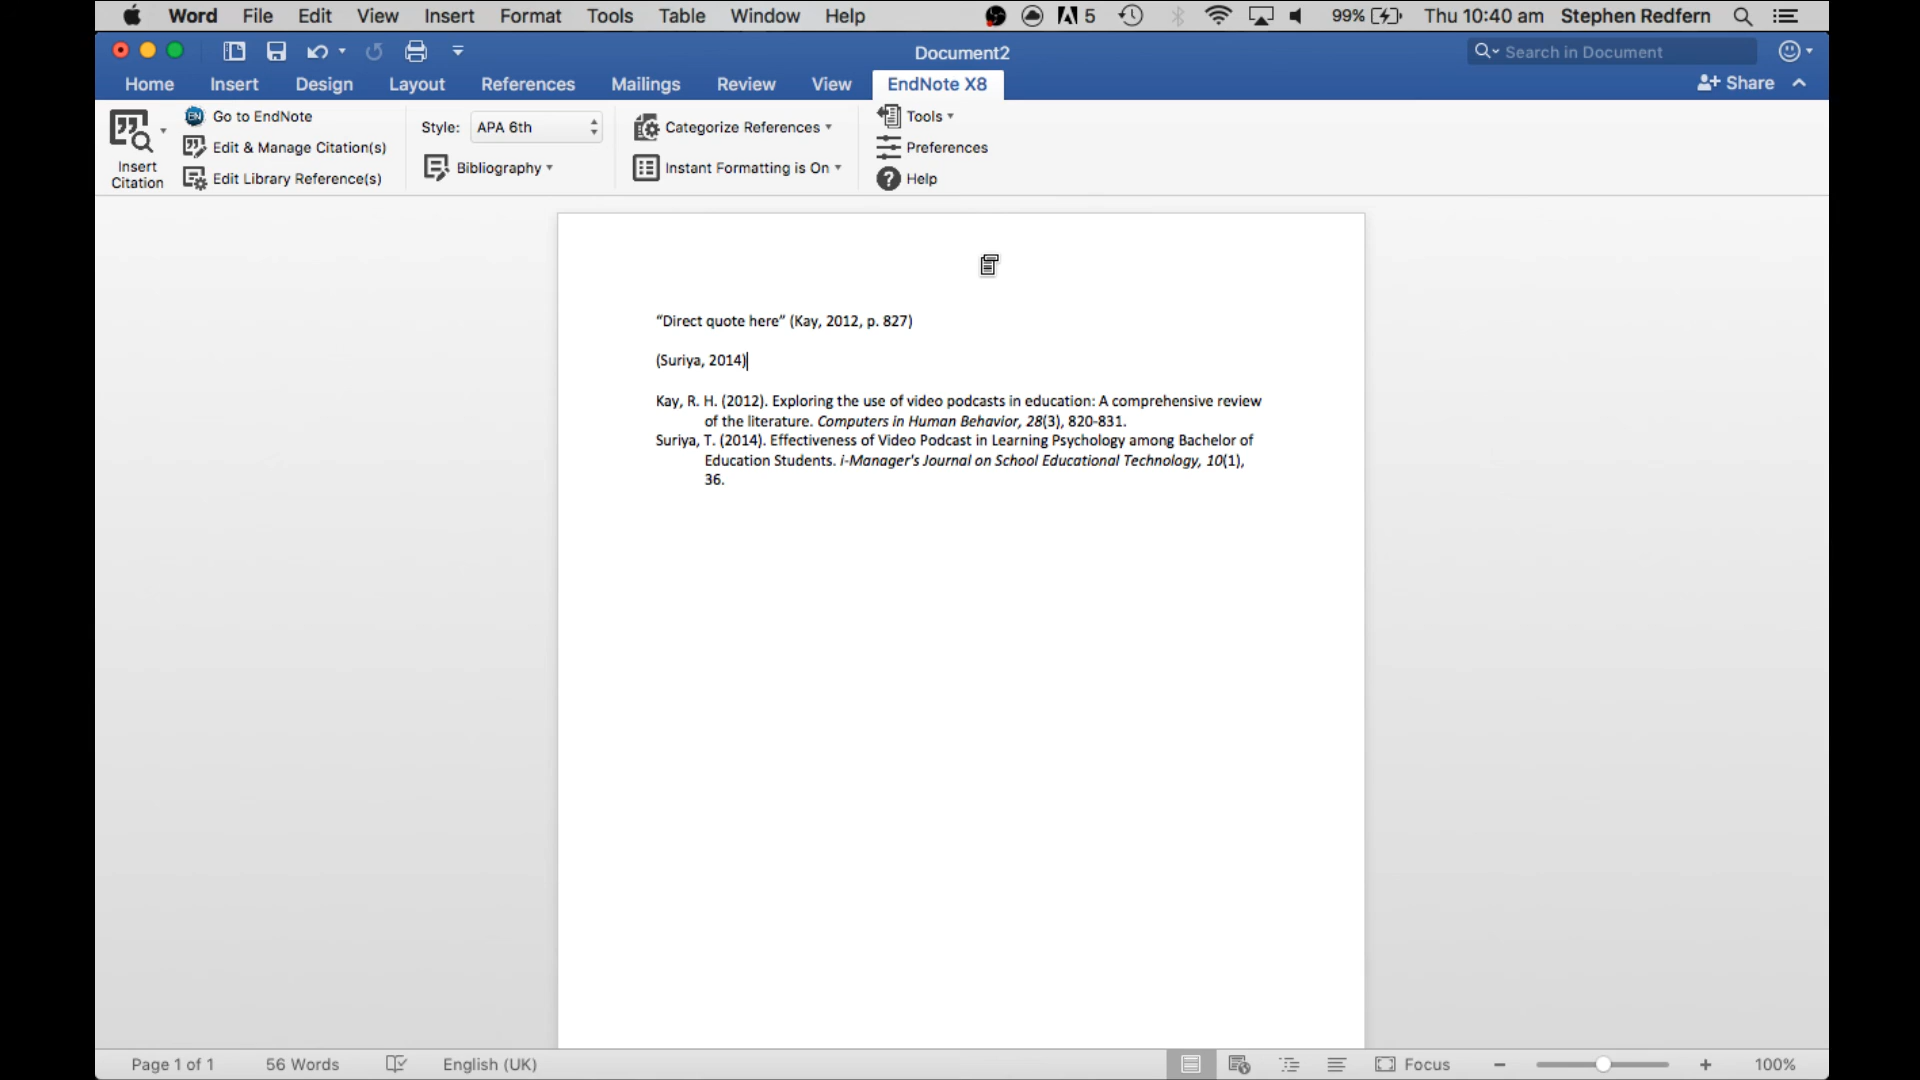 Word File Edit View Insert Format Tools Table Window Help 5 99% Thu 10:40 am Stephen Redfern
Document2 Search in Document
Home Insert Design Layout References Mailings Review View EndNote X8 Share
Insert Citation
Go to EndNote
Edit & Manage Citation(s)
Edit Library Reference(s)
Style: APA 6th
Bibliography
Categorize References
Instant Formatting is On
Tools
Preferences
Help
“Direct quote here” (Kay, 2012, p. 827)
(Suriya, 2014)
Kay, R. H. (2012). Exploring the use of video podcasts in education: A comprehensive review
of the literature. Computers in Human Behavior, 28(3), 820-831.
Suriya, T. (2014). Effectiveness of Video Podcast in Learning Psychology among Bachelor of
Education Students. i-Manager's Journal on School Educational Technology, 10(1),
36.
Page 1 of 1 56 Words English (UK) Focus 100%